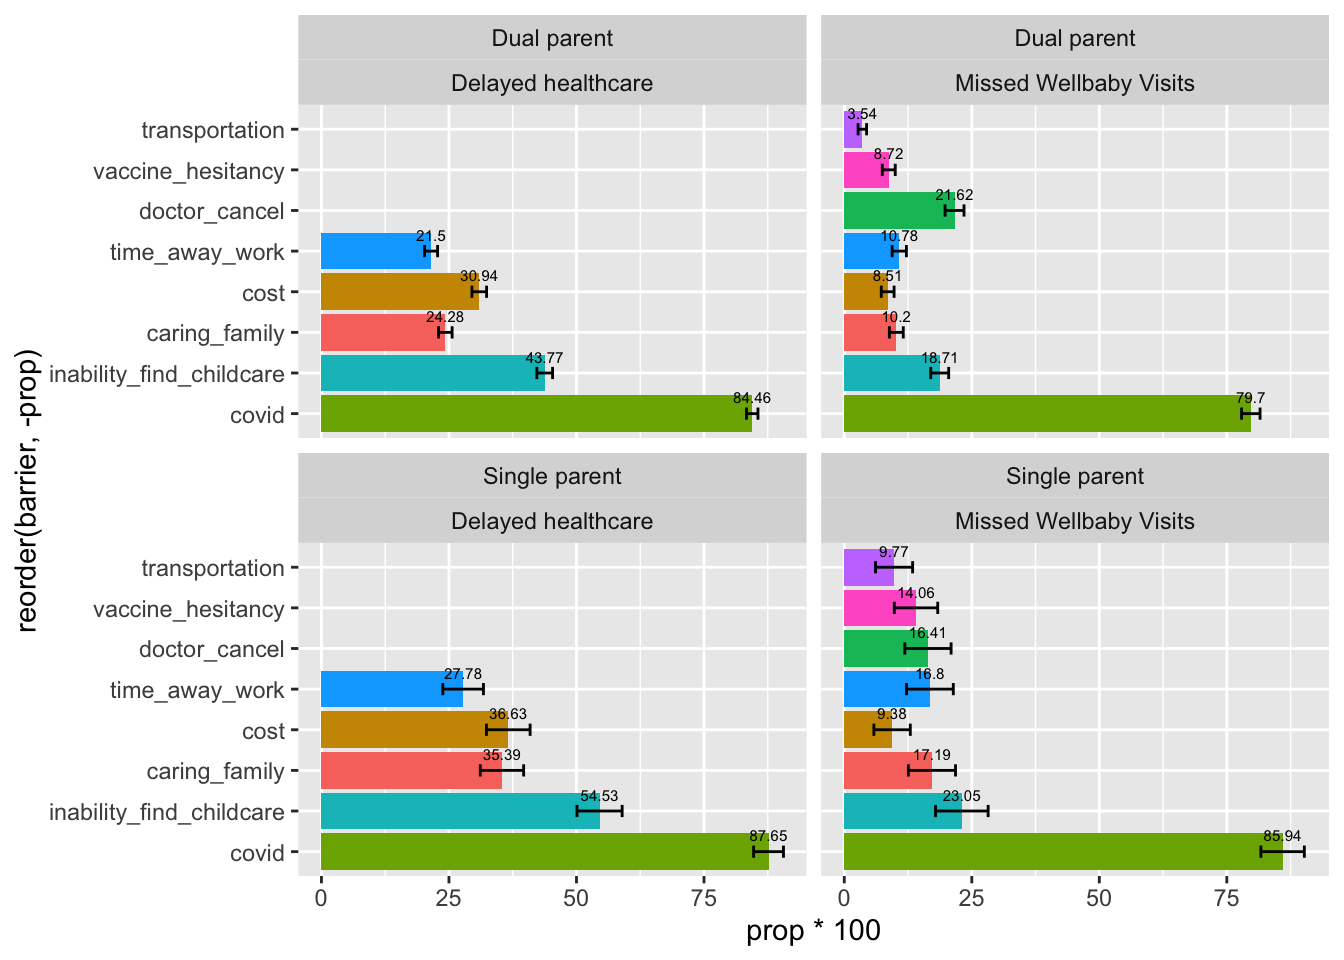 Dual parent
Delayed healthcare
Dual parent
Missed Wellbaby Visits
transportation
3.54
vaccine_hesitancy
8.72
doctor_cancel
21.62
time_away_work
21.5
10.78
cost
30.94
8.51
caring_family
24.28
10.2
inability_find_childcare
43.77
18.71
covid
84.46
79.7
Single parent
Delayed healthcare
Single parent
Missed Wellbaby Visits
transportation
9.77
vaccine_hesitancy
14.06
doctor_cancel
16.41
time_away_work
27.78
16.8
cost
36.63
9.38
caring_family
35.39
17.19
inability_find_childcare
54.53
23.05
covid
87.65
85.94
0 25 50 75
0 25 50 75
prop * 100
reorder(barrier, -prop)